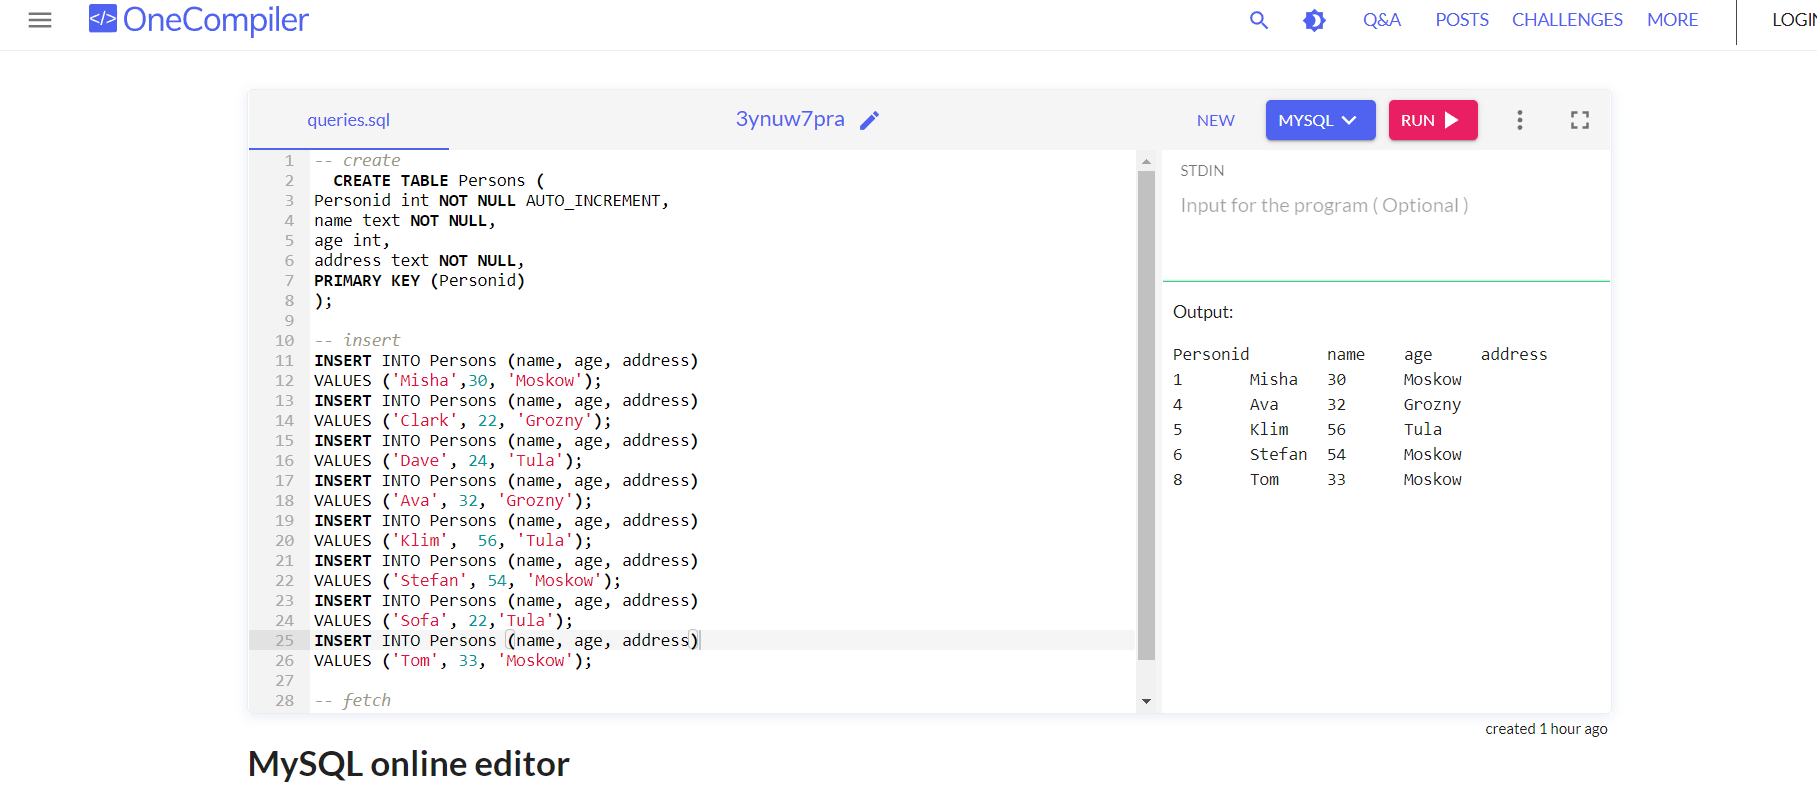 </> OneCompiler
Q&A POSTS CHALLENGES MORE LOGIN
queries.sql 3ynuw7pra NEW MYSQL RUN
1 -- create
2 CREATE TABLE Persons (
3 Personid int NOT NULL AUTO_INCREMENT,
4 name text NOT NULL,
5 age int,
6 address text NOT NULL,
7 PRIMARY KEY (Personid)
8 );
9
10 -- insert
11 INSERT INTO Persons (name, age, address)
12 VALUES ('Misha',30, 'Moskow');
13 INSERT INTO Persons (name, age, address)
14 VALUES ('Clark', 22, 'Grozny');
15 INSERT INTO Persons (name, age, address)
16 VALUES ('Dave', 24, 'Tula');
17 INSERT INTO Persons (name, age, address)
18 VALUES ('Ava', 32, 'Grozny');
19 INSERT INTO Persons (name, age, address)
20 VALUES ('Klim',  56, 'Tula');
21 INSERT INTO Persons (name, age, address)
22 VALUES ('Stefan', 54, 'Moskow');
23 INSERT INTO Persons (name, age, address)
24 VALUES ('Sofa', 22,'Tula');
25 INSERT INTO Persons (name, age, address)
26 VALUES ('Tom', 33, 'Moskow');
27
28 -- fetch
STDIN
Input for the program ( Optional )
Output:
Personid name age address
1 Misha 30 Moskow
4 Ava 32 Grozny
5 Klim 56 Tula
6 Stefan 54 Moskow
8 Tom 33 Moskow
created 1 hour ago
MySQL online editor